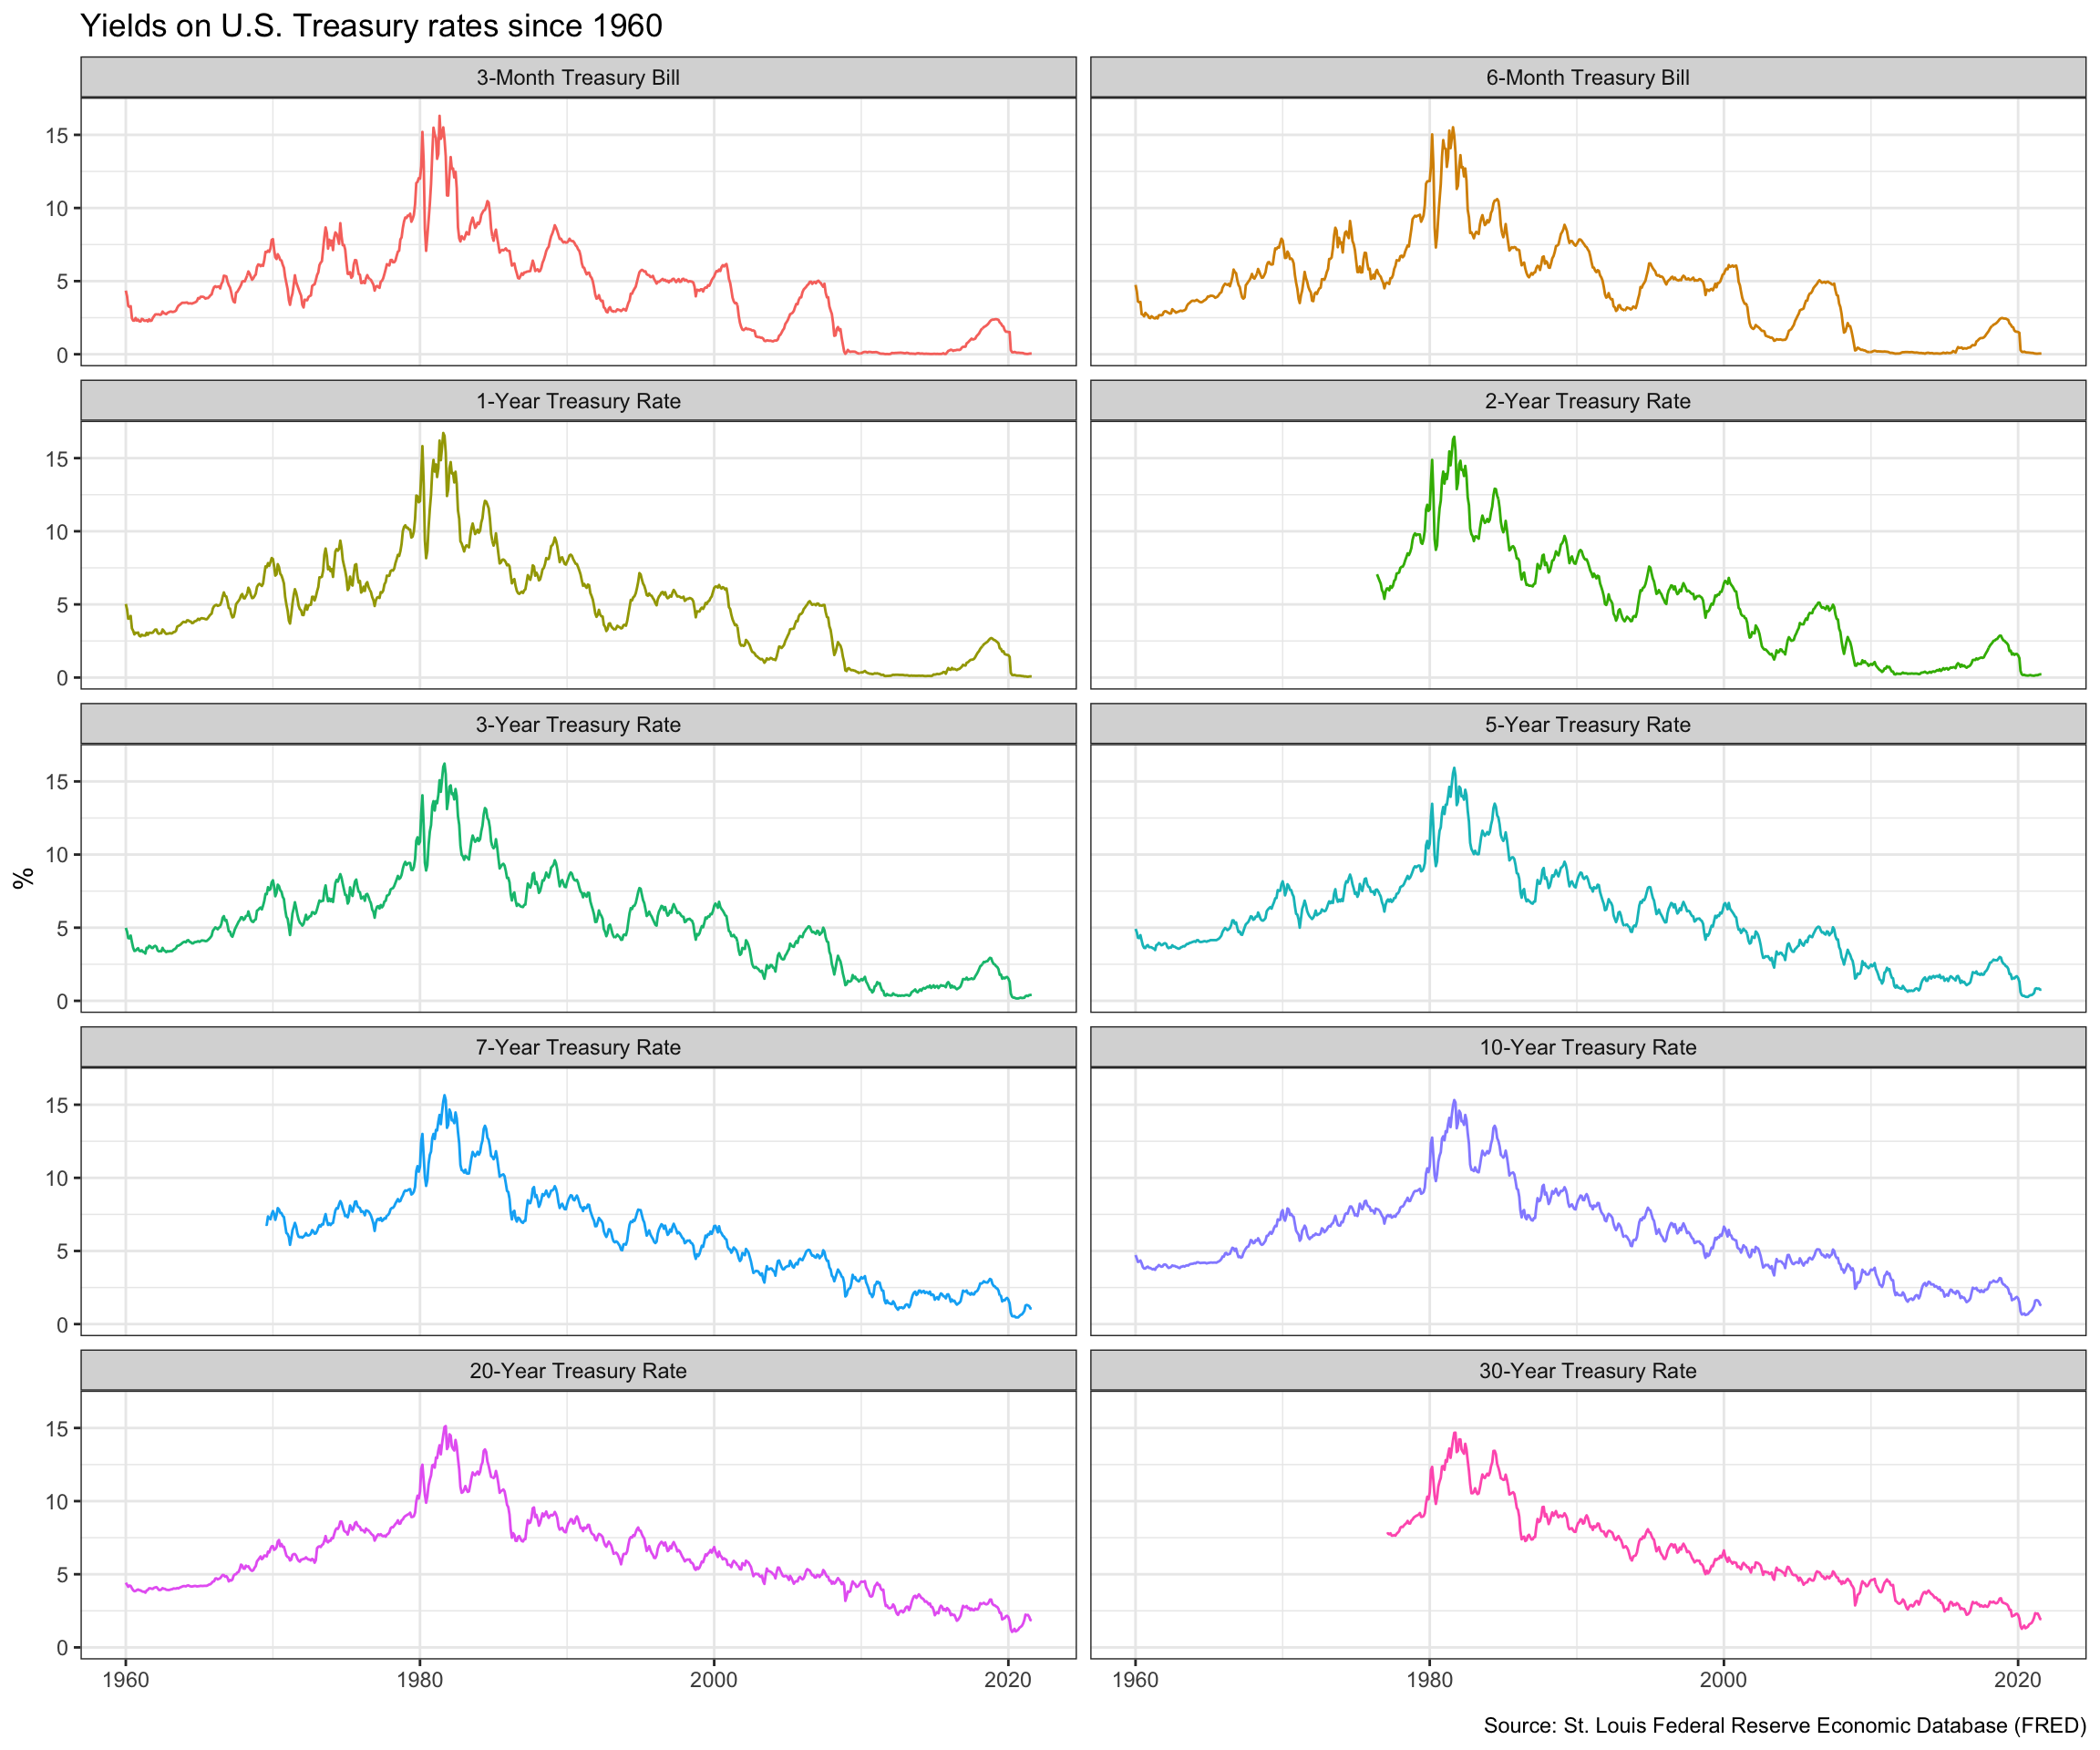 Yields on U.S. Treasury rates since 1960
3-Month Treasury Bill
6-Month Treasury Bill
15
10
5
0
1-Year Treasury Rate
2-Year Treasury Rate
15
10
5
0
3-Year Treasury Rate
5-Year Treasury Rate
15
10
5
0
%
7-Year Treasury Rate
10-Year Treasury Rate
15
10
5
0
20-Year Treasury Rate
30-Year Treasury Rate
15
10
5
0
1960 1980 2000 2020
1960 1980 2000 2020
Source: St. Louis Federal Reserve Economic Database (FRED)